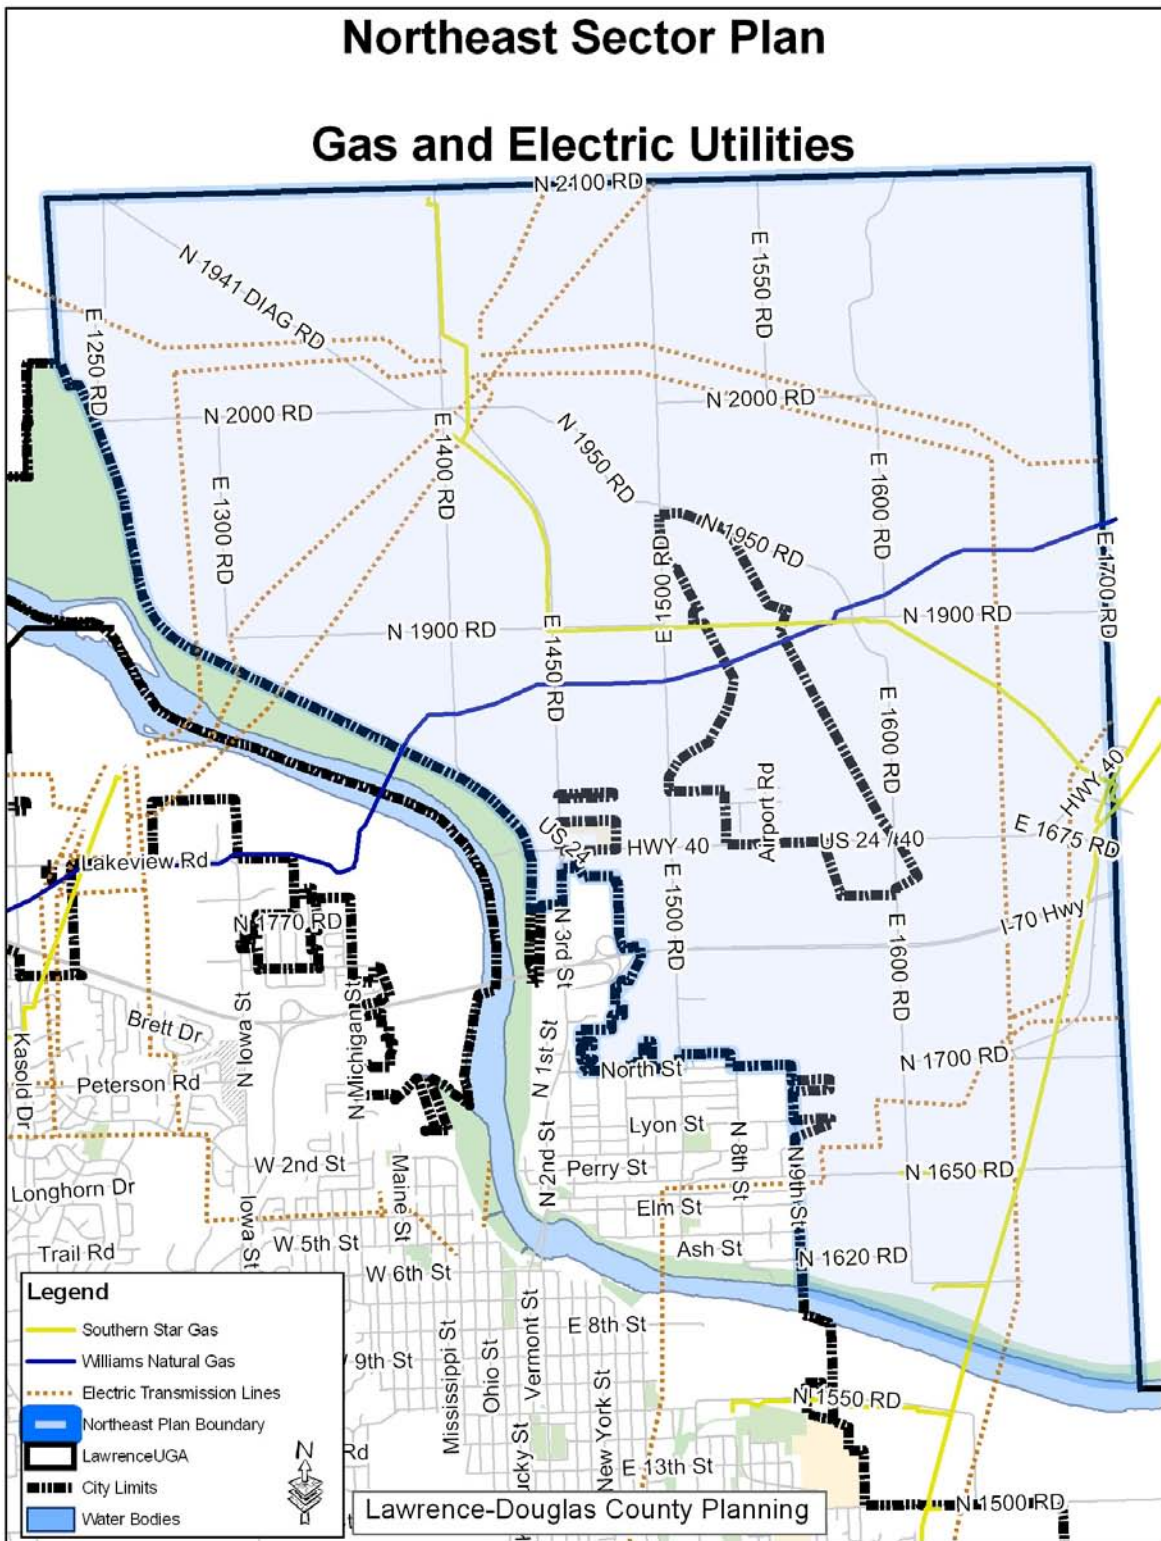 Northeast Sector Plan
Gas and Electric Utilities
N 2100 RD
N 1941 DIAG RD
E 1550 RD
E 1250 RD
N 2000 RD
N 2000 RD
E 1400 RD
N 1950 RD
E 1600 RD
E 1300 RD
N 1950 RD
E 1500 RD
E 1700 RD
N 1900 RD
N 1900 RD
E 1450 RD
E 1600 RD
HWY 40
Airport Rd
US 24
HWY 40
US 24 / 40
E 1675 RD
Lakeview Rd
E 1500 RD
I-70 Hwy
N 1770 RD
N 3rd St
E 1600 RD
N Iowa St
N Michigan St
Brett Dr
Kasold Dr
N 1st St
N 1700 RD
Peterson Rd
North St
Lyon St
N 8th St
W 2nd St
Maine St
N 2nd St
Perry St
N 9th St
N 1650 RD
Longhorn Dr
Elm St
Iowa St
W 5th St
Trail Rd
Ash St
N 1620 RD
W 6th St
Legend
Southern Star Gas
Williams Natural Gas
Electric Transmission Lines
Northeast Plan Boundary
LawrenceUGA
City Limits
Water Bodies
N
E 8th St
Vermont St
9th St
Mississippi St
Ohio St
New York St
N 1550 RD
ucky St
Rd
E 13th St
N 1500 RD
Lawrence-Douglas County Planning